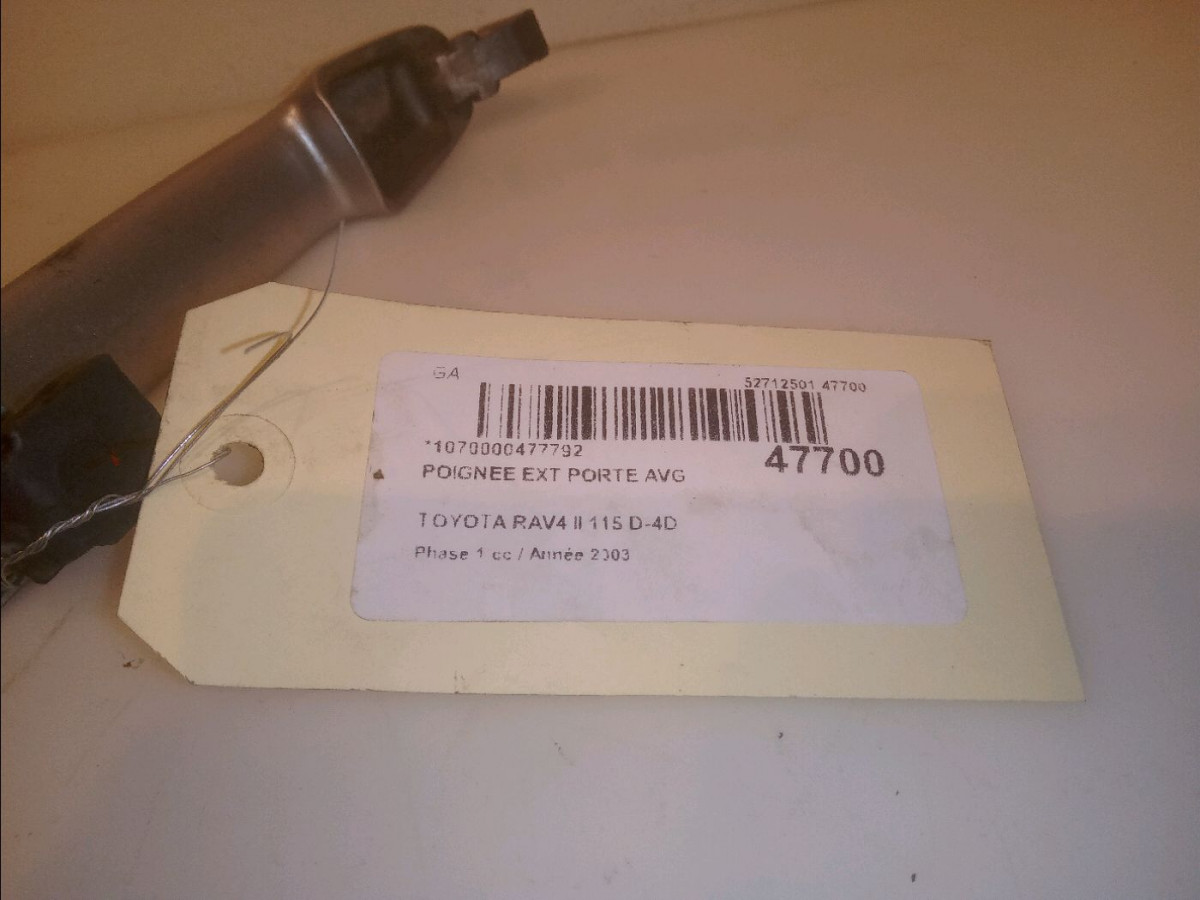 GA
52712501 47700
*1070000477792
47700
POIGNEE EXT PORTE AVG
TOYOTA RAV4 II 115 D-4D
Phase 1 cc / Année 2003